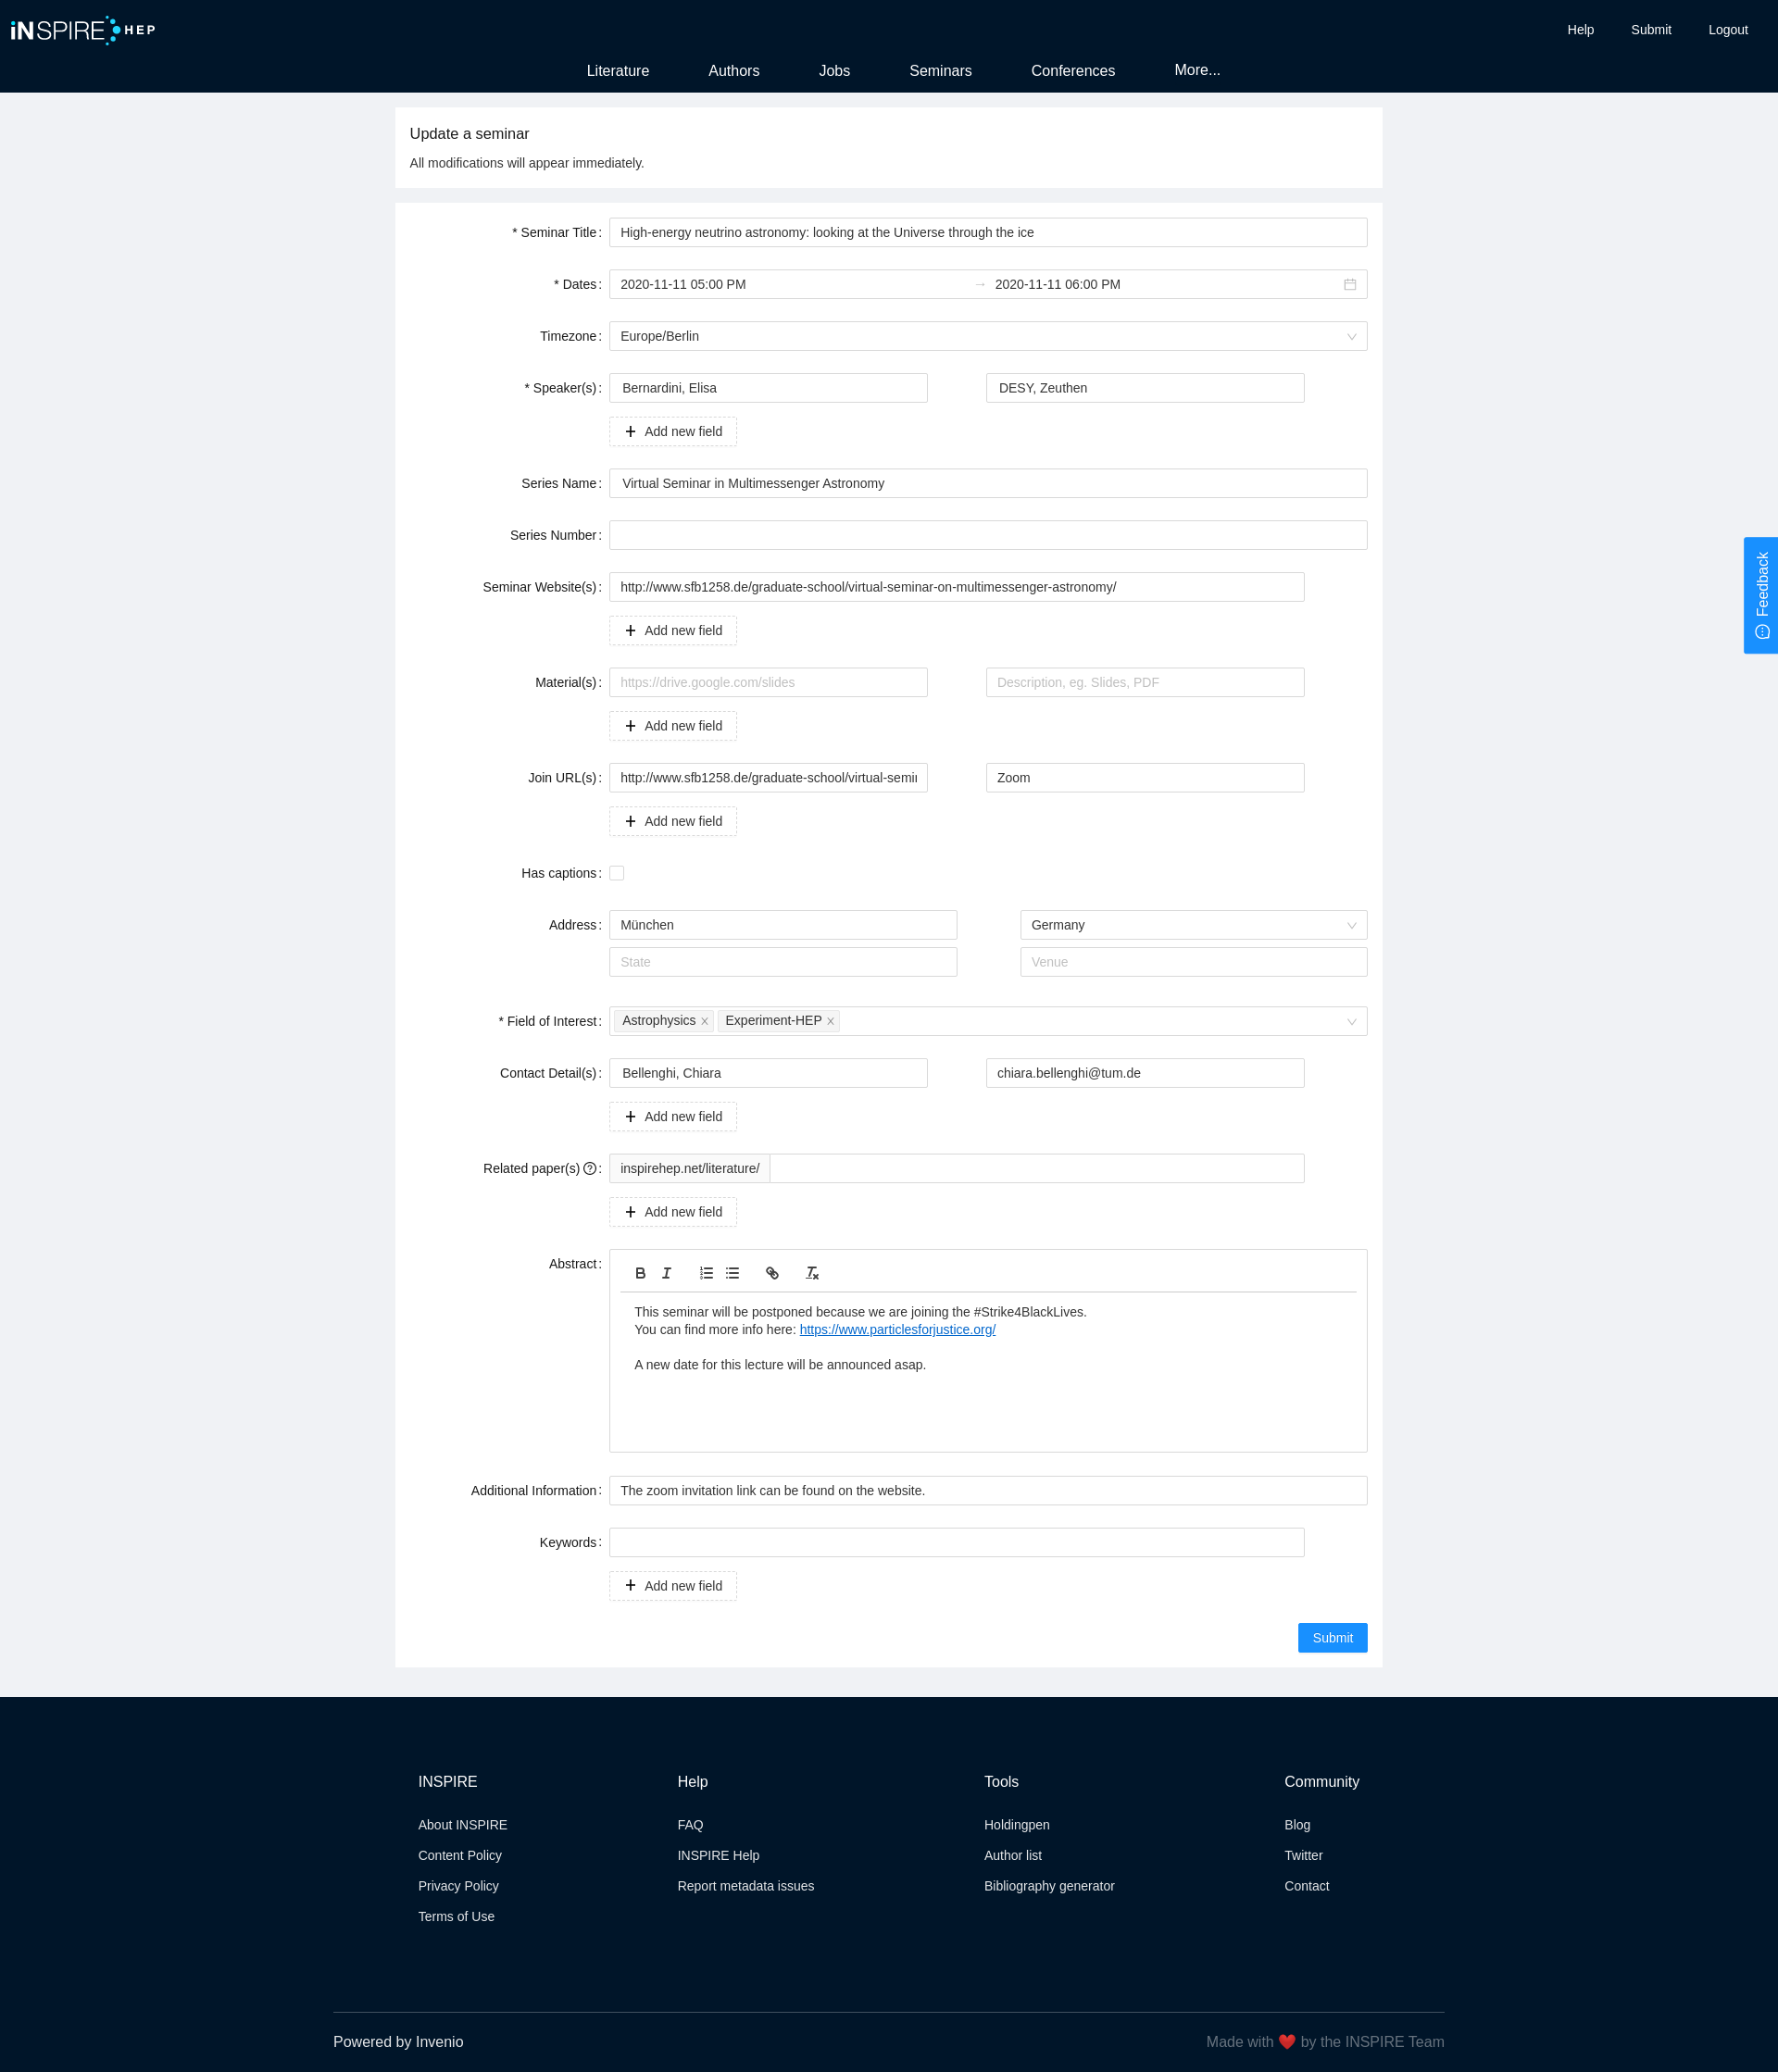 iNSPIRE HEP
Help Submit Logout
Literature Authors Jobs Seminars Conferences More...
Update a seminar
All modifications will appear immediately.
* Seminar Title : High-energy neutrino astronomy: looking at the Universe through the ice
* Dates : 2020-11-11 05:00 PM → 2020-11-11 06:00 PM
Timezone : Europe/Berlin
* Speaker(s) : Bernardini, Elisa DESY, Zeuthen
Add new field
Series Name : Virtual Seminar in Multimessenger Astronomy
Series Number :
Seminar Website(s) : http://www.sfb1258.de/graduate-school/virtual-seminar-on-multimessenger-astronomy/
Add new field
Feedback
Material(s) : https://drive.google.com/slides Description, eg. Slides, PDF
Add new field
Join URL(s) : http://www.sfb1258.de/graduate-school/virtual-semin Zoom
Add new field
Has captions :
Address : München Germany
State Venue
* Field of Interest : Astrophysics Experiment-HEP
Contact Detail(s) : Bellenghi, Chiara chiara.bellenghi@tum.de
Add new field
Related paper(s) : inspirehep.net/literature/
Add new field
Abstract :
This seminar will be postponed because we are joining the #Strike4BlackLives.
You can find more info here: https://www.particlesforjustice.org/
A new date for this lecture will be announced asap.
Additional Information : The zoom invitation link can be found on the website.
Keywords :
Add new field
Submit
INSPIRE Help Tools Community
About INSPIRE FAQ Holdingpen Blog
Content Policy INSPIRE Help Author list Twitter
Privacy Policy Report metadata issues Bibliography generator Contact
Terms of Use
Powered by Invenio Made with ❤️ by the INSPIRE Team